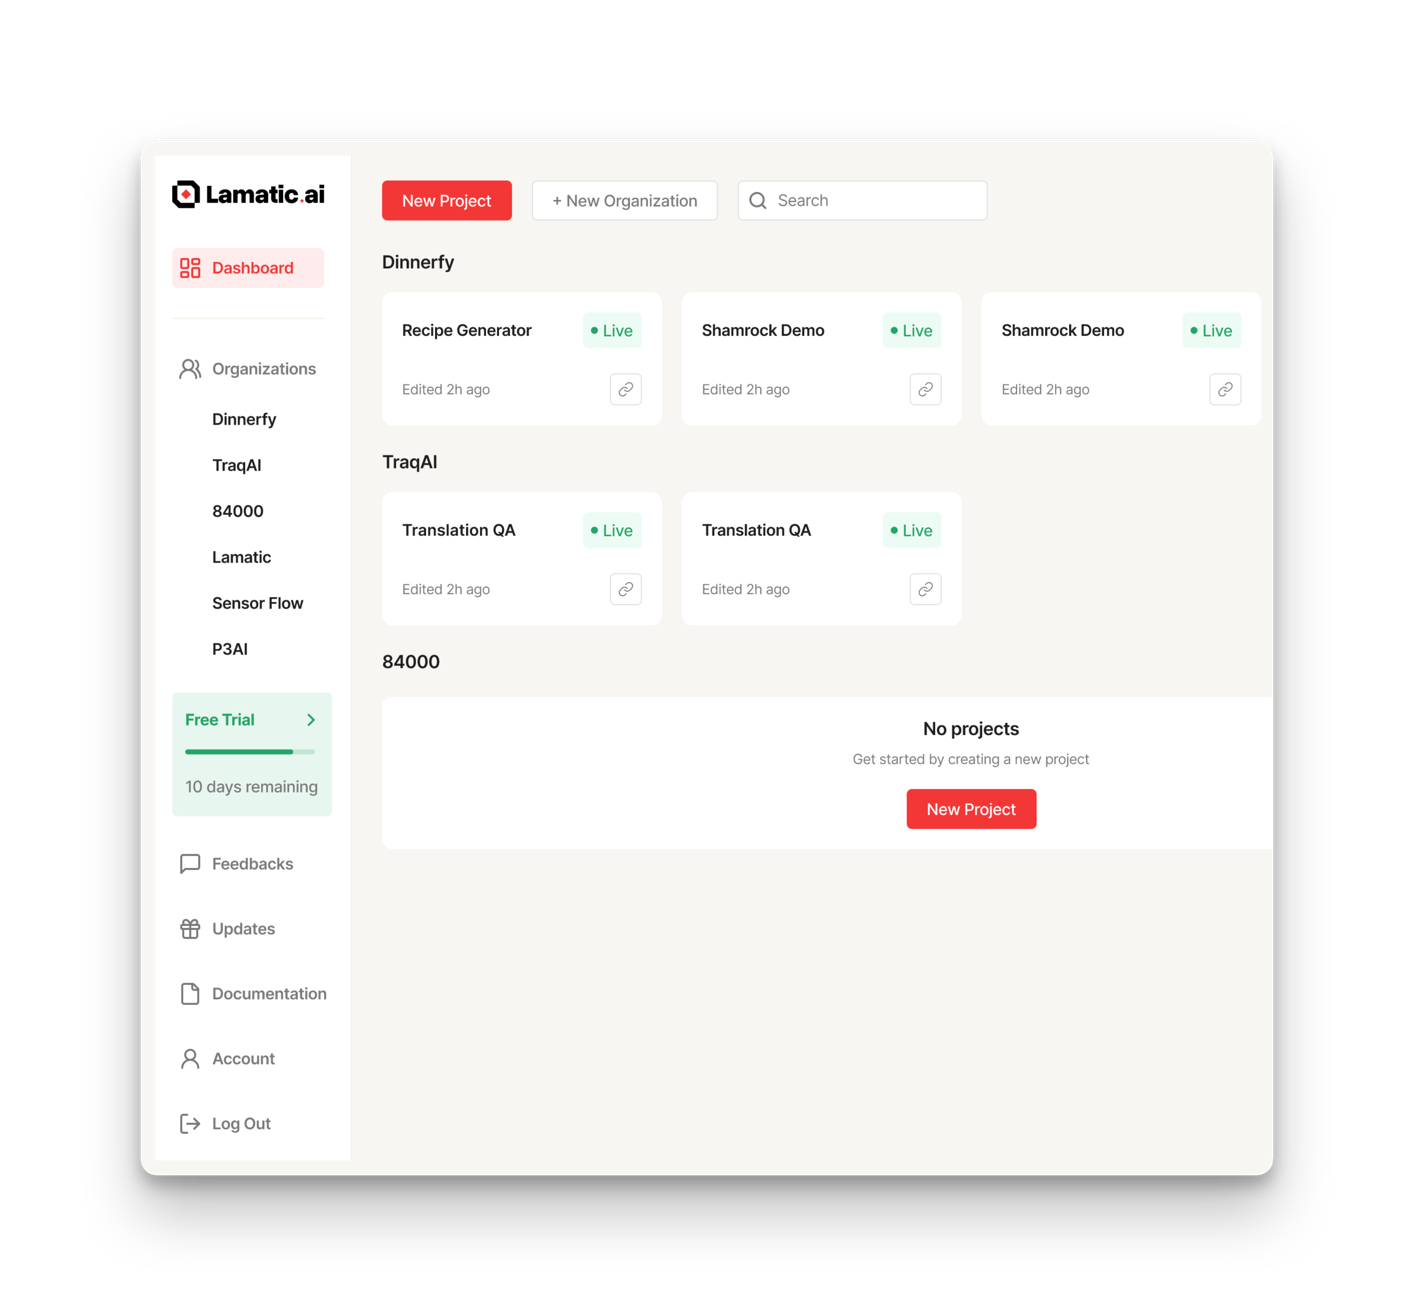 Lamatic.ai
Dashboard
Organizations
Dinnerfy
TraqAI
84000
Lamatic
Sensor Flow
P3AI
Free Trial
10 days remaining
Feedbacks
Updates
Documentation
Account
Log Out
New Project
+ New Organization
Search
Dinnerfy
Recipe Generator
Live
Edited 2h ago
Shamrock Demo
Live
Edited 2h ago
Shamrock Demo
Live
Edited 2h ago
TraqAI
Translation QA
Live
Edited 2h ago
Translation QA
Live
Edited 2h ago
84000
No projects
Get started by creating a new project
New Project